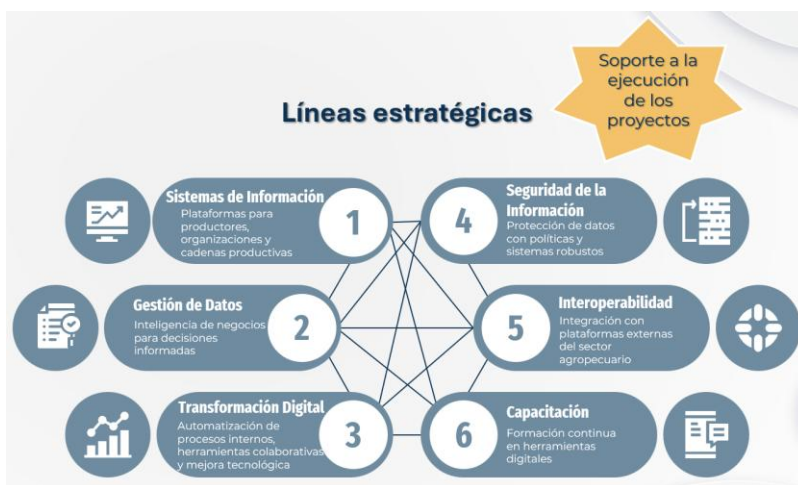 Soporte a la
ejecución
de los
proyectos
Líneas estratégicas
Sistemas de Información
Plataformas para
productores,
organizaciones y
cadenas productivas
1
Gestión de Datos
Inteligencia de negocios
para decisiones
informadas
2
Transformación Digital
Automatización de
procesos internos,
herramientas colaborativas
y mejora tecnológica
3
4
Seguridad de la
Información
Protección de datos
con políticas y
sistemas robustos
5
Interoperabilidad
Integración con
plataformas externas
del sector
agropecuario
6
Capacitación
Formación continua
en herramientas
digitales